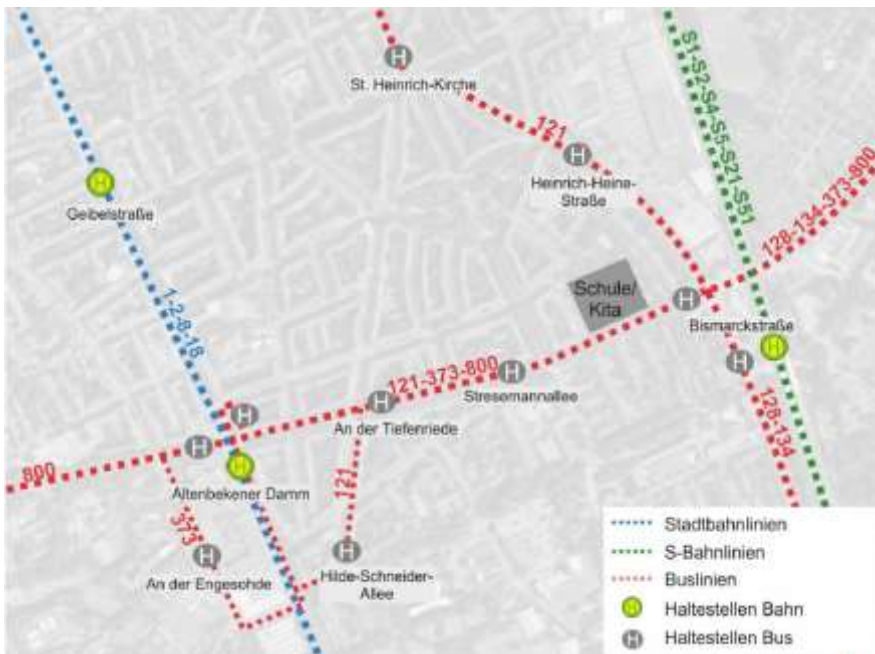 St. Heinrich-Kirche
121
S1-S2-S4-S5-S21-S51
Heinrich-Heine-
Straße
128-134-373-800
Geibelstraße
Schule/
Kita
1-2-8-18
Bismarckstraße
121-373-800
Stresemannallee
An der Tiefenriede
128-134
800
Altenbekener Damm
121
373
An der Engesohde
Hilde-Schneider-
Allee
H
H
H
H
H
H
H
H
H
H
H
H
H
Stadtbahnlinien
S-Bahnlinien
Buslinien
H Haltestellen Bahn
H Haltestellen Bus